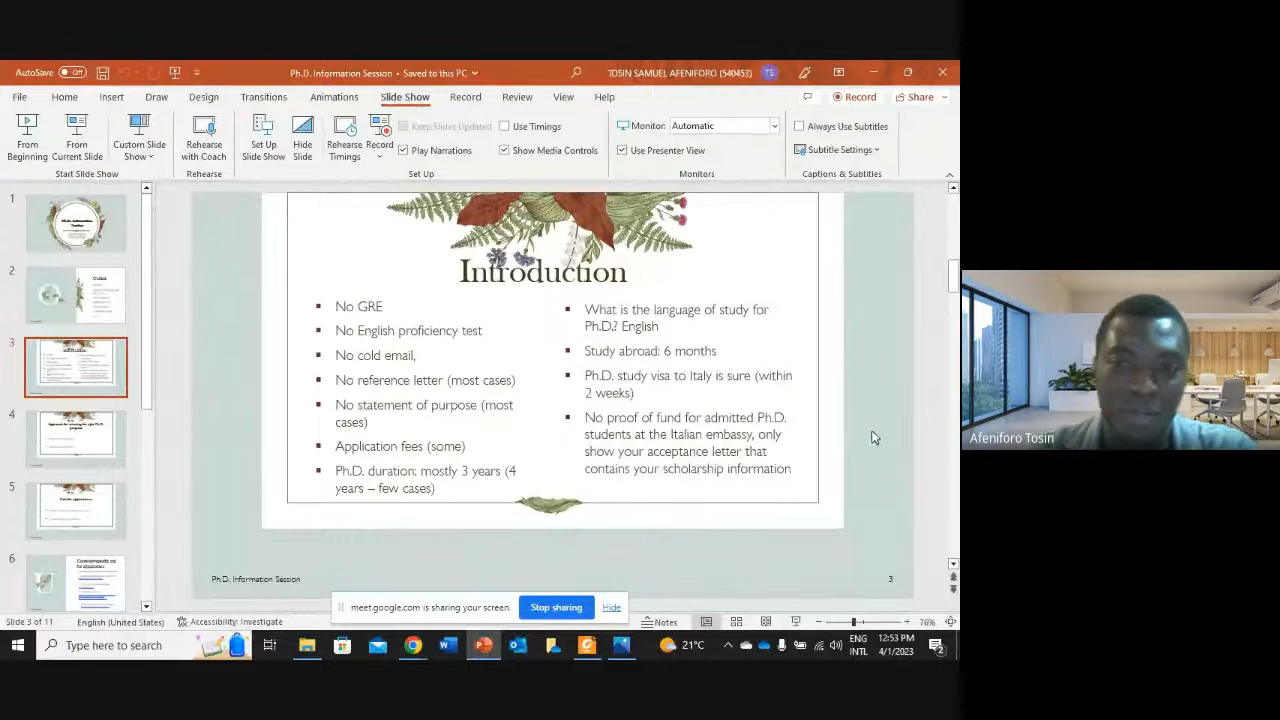 AutoSave Off
Ph.D. Information Session • Saved to this PC
TOSIN SAMUEL AFENIFORO (540453) TS
File Home Insert Draw Design Transitions Animations Slide Show Record Review View Help
Record Share
From Beginning
From Current Slide
Custom Slide Show
Start Slide Show
Rehearse with Coach
Rehearse
Set Up Slide Show
Hide Slide
Rehearse Timings
Record
Keep Slides Updated
Use Timings
Play Narrations
Show Media Controls
Set Up
Monitor: Automatic
Use Presenter View
Monitors
Always Use Subtitles
Subtitle Settings
Captions & Subtitles
1
2
3
4
5
6
Introduction
No GRE
No English proficiency test
No cold email,
No reference letter (most cases)
No statement of purpose (most
cases)
Application fees (some)
Ph.D. duration: mostly 3 years (4
years – few cases)
What is the language of study for
Ph.D.? English
Study abroad: 6 months
Ph.D. study visa to Italy is sure (within
2 weeks)
No proof of fund for admitted Ph.D.
students at the Italian embassy, only
show your acceptance letter that
contains your scholarship information
Ph.D. Information Session
3
meet.google.com is sharing your screen.
Stop sharing
Hide
Slide 3 of 11 English (United States) Accessibility: Investigate
Notes
76%
Type here to search
21°C
ENG
INTL
12:53 PM
4/1/2023
2
Afeniforo Tosin